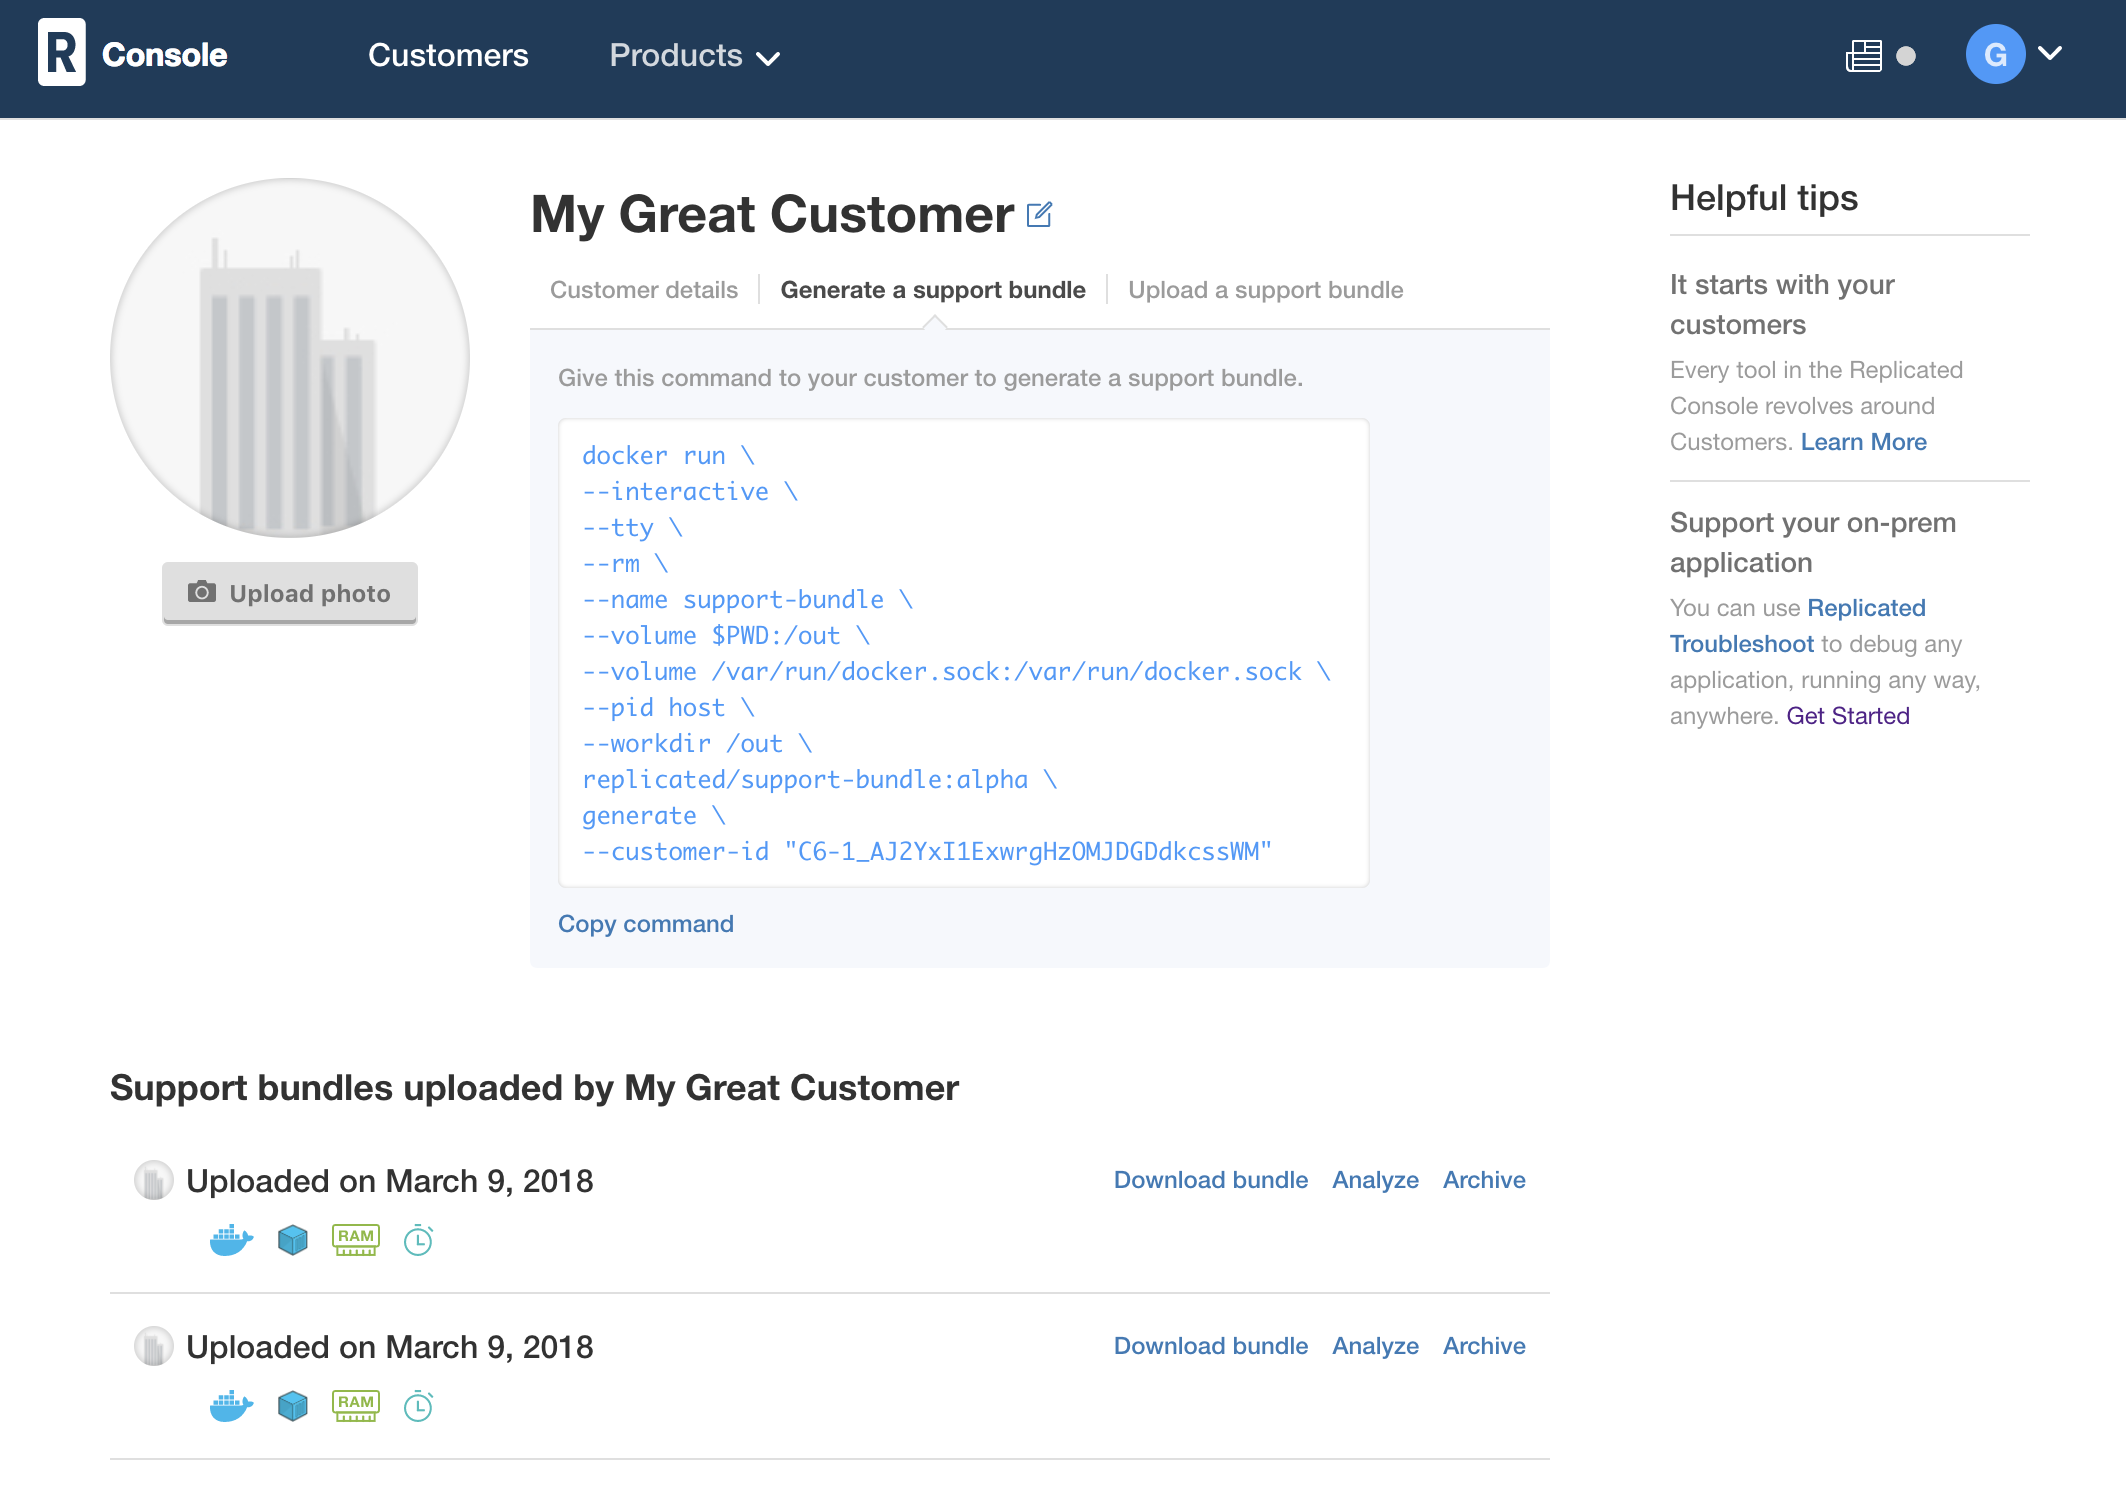 R Console
Customers
Products
G
My Great Customer
Customer details
Generate a support bundle
Upload a support bundle
Give this command to your customer to generate a support bundle.
docker run \
--interactive \
--tty \
--rm \
--name support-bundle \
--volume $PWD:/out \
--volume /var/run/docker.sock:/var/run/docker.sock \
--pid host \
--workdir /out \
replicated/support-bundle:alpha \
generate \
--customer-id "C6-1_AJ2YxI1ExwrgHzOMJDGDdkcssWM"
Copy command
Upload photo
Helpful tips
It starts with your
customers
Every tool in the Replicated
Console revolves around
Customers. Learn More
Support your on-prem
application
You can use Replicated
Troubleshoot to debug any
application, running any way,
anywhere. Get Started
Support bundles uploaded by My Great Customer
Uploaded on March 9, 2018
Download bundle
Analyze
Archive
RAM
Uploaded on March 9, 2018
Download bundle
Analyze
Archive
RAM